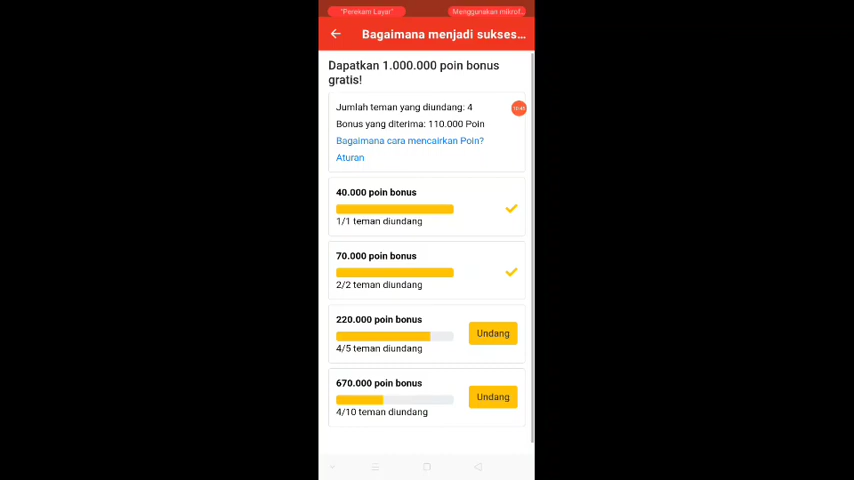 "Perekam Layar"
Menggunakan mikrof..
Bagaimana menjadi sukses...
Dapatkan 1.000.000 poin bonus
gratis!
Jumlah teman yang diundang: 4
Bonus yang diterima: 110.000 Poin
Bagaimana cara mencairkan Poin?
Aturan
40.000 poin bonus
1/1 teman diundang
70.000 poin bonus
2/2 teman diundang
220.000 poin bonus
Undang
4/5 teman diundang
670.000 poin bonus
Undang
4/10 teman diundang